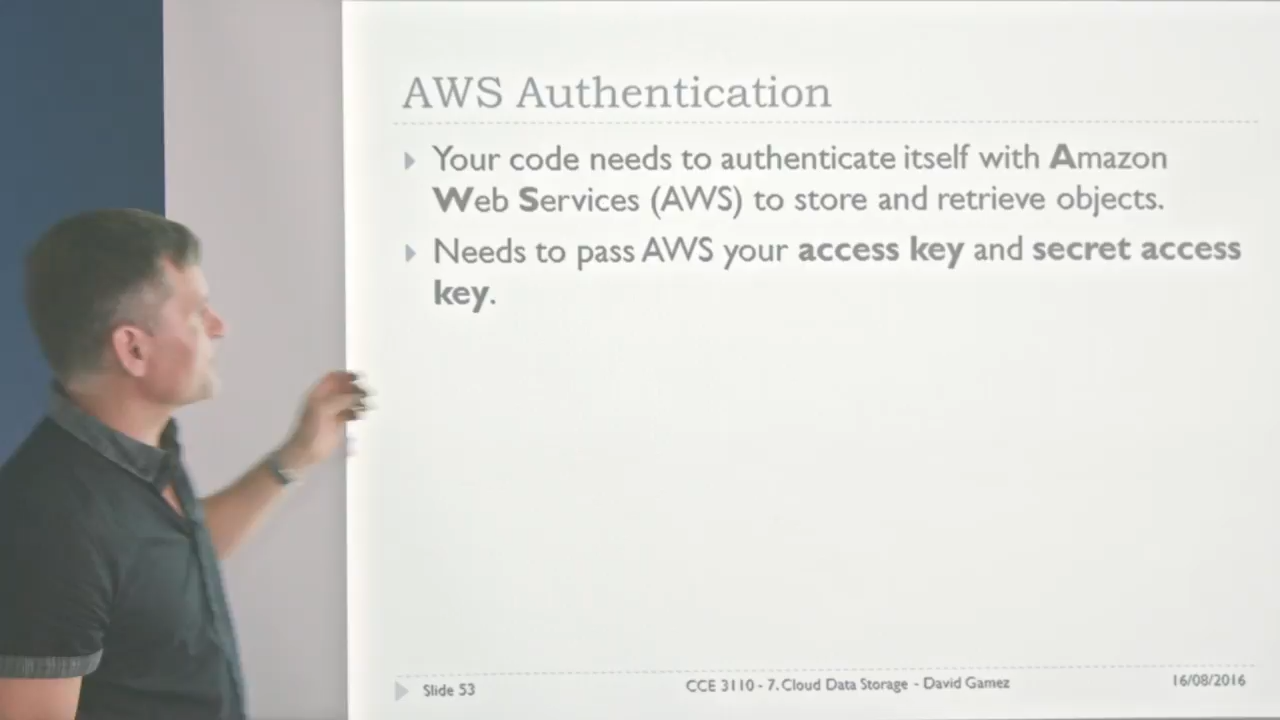 AWS Authentication
Your code needs to authenticate itself with Amazon
Web Services (AWS) to store and retrieve objects.
Needs to pass AWS your access key and secret access
key.
Slide 53
CCE 3110 - 7. Cloud Data Storage - David Gamez
16/08/2016